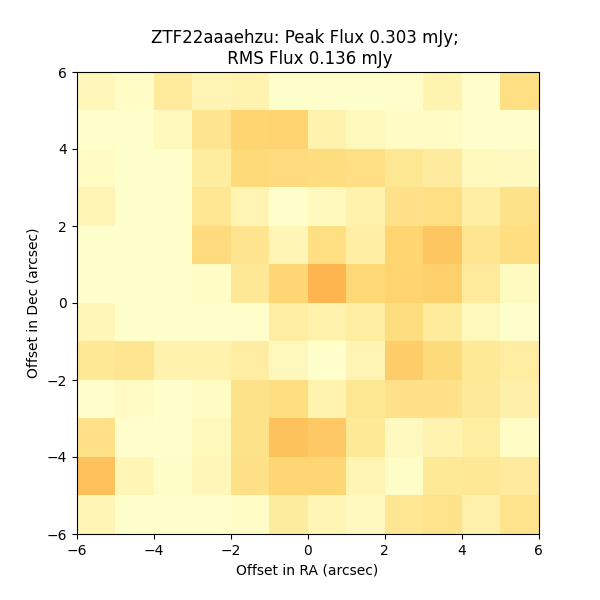 ZTF22aaaehzu: Peak Flux 0.303 mJy;
RMS Flux 0.136 mJy
6
4
2
0
−2
−4
−6
Offset in Dec (arcsec)
−6 −4 −2 0 2 4 6
Offset in RA (arcsec)